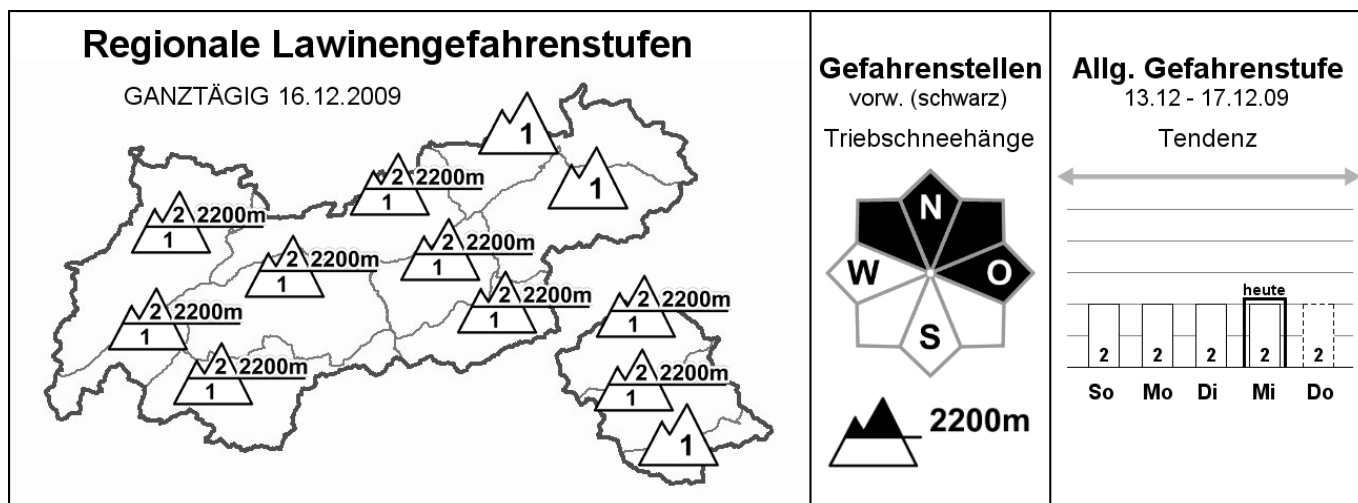 Regionale Lawinengefahrenstufen
GANZTÄGIG 16.12.2009
1
1
2 2200m
1
2 2200m
1
2 2200m
1
2 2200m
1
2 2200m
1
2 2200m
1
2 2200m
1
2 2200m
1
2 2200m
1
1
Gefahrenstellen
vorw. (schwarz)
Triebschneehänge
N
W O
S
2200m
Allg. Gefahrenstufe
13.12 - 17.12.09
Tendenz
heute
2 2 2 2 2
So Mo Di Mi Do